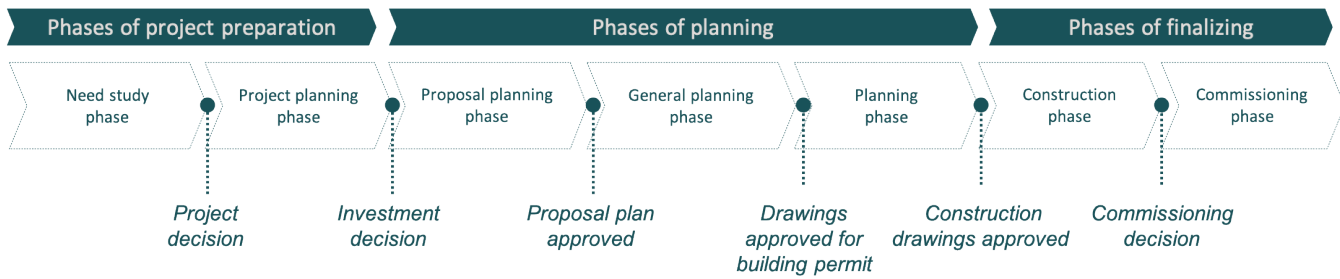 Phases of project preparation
Phases of planning
Phases of finalizing
Need study
phase
Project planning
phase
Proposal planning
phase
General planning
phase
Planning
phase
Construction
phase
Commissioning
phase
Project
decision
Investment
decision
Proposal plan
approved
Drawings
approved for
building permit
Construction
drawings approved
Commissioning
decision